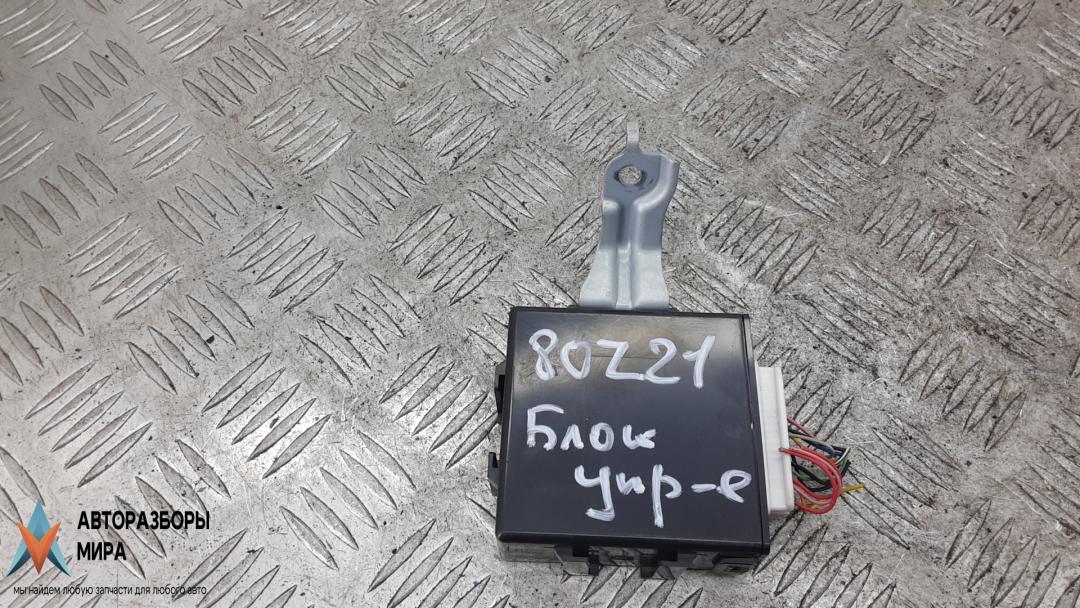 80Z21
Блок
упр-е
АВТОРАЗБОРЫ
МИРА
мы найдем любую запчасти для любого авто